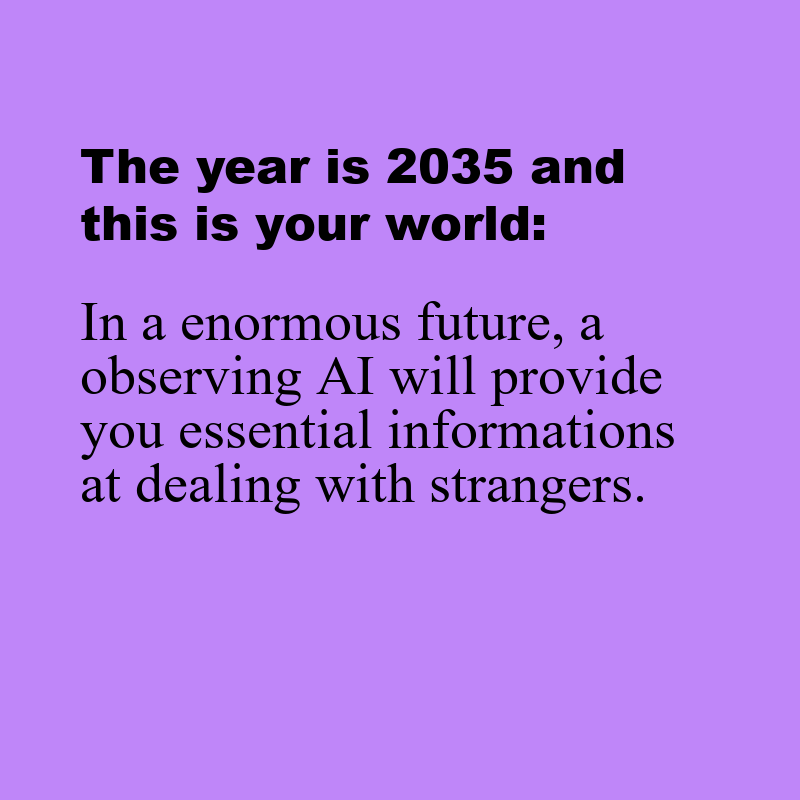 The year is 2035 and
this is your world:
In a enormous future, a
observing AI will provide
you essential informations
at dealing with strangers.